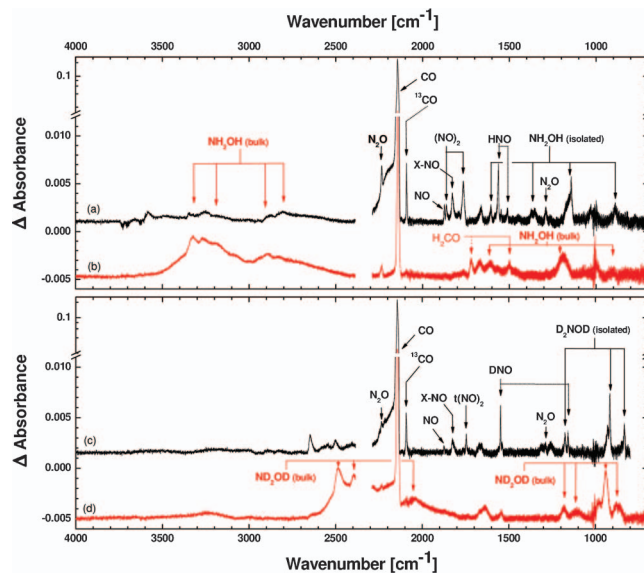 Wavenumber [cm-1]
4000 3500 3000 2500 2000 1500 1000
0.1
CO
13CO
0.010
NH2OH (bulk)
N2O
(NO)2
HNO
NH2OH (isolated)
X-NO
N2O
NO
0.005
Δ Absorbance
(a)
0.000
H2CO
NH2OH (bulk)
(b)
-0.005
0.1
CO
D2NOD (isolated)
13CO
0.010
DNO
N2O
X-NO t(NO)2
NO
N2O
0.005
Δ Absorbance
(c)
0.000
ND2OD (bulk)
ND2OD (bulk)
(d)
-0.005
4000 3500 3000 2500 2000 1500 1000
Wavenumber [cm-1]